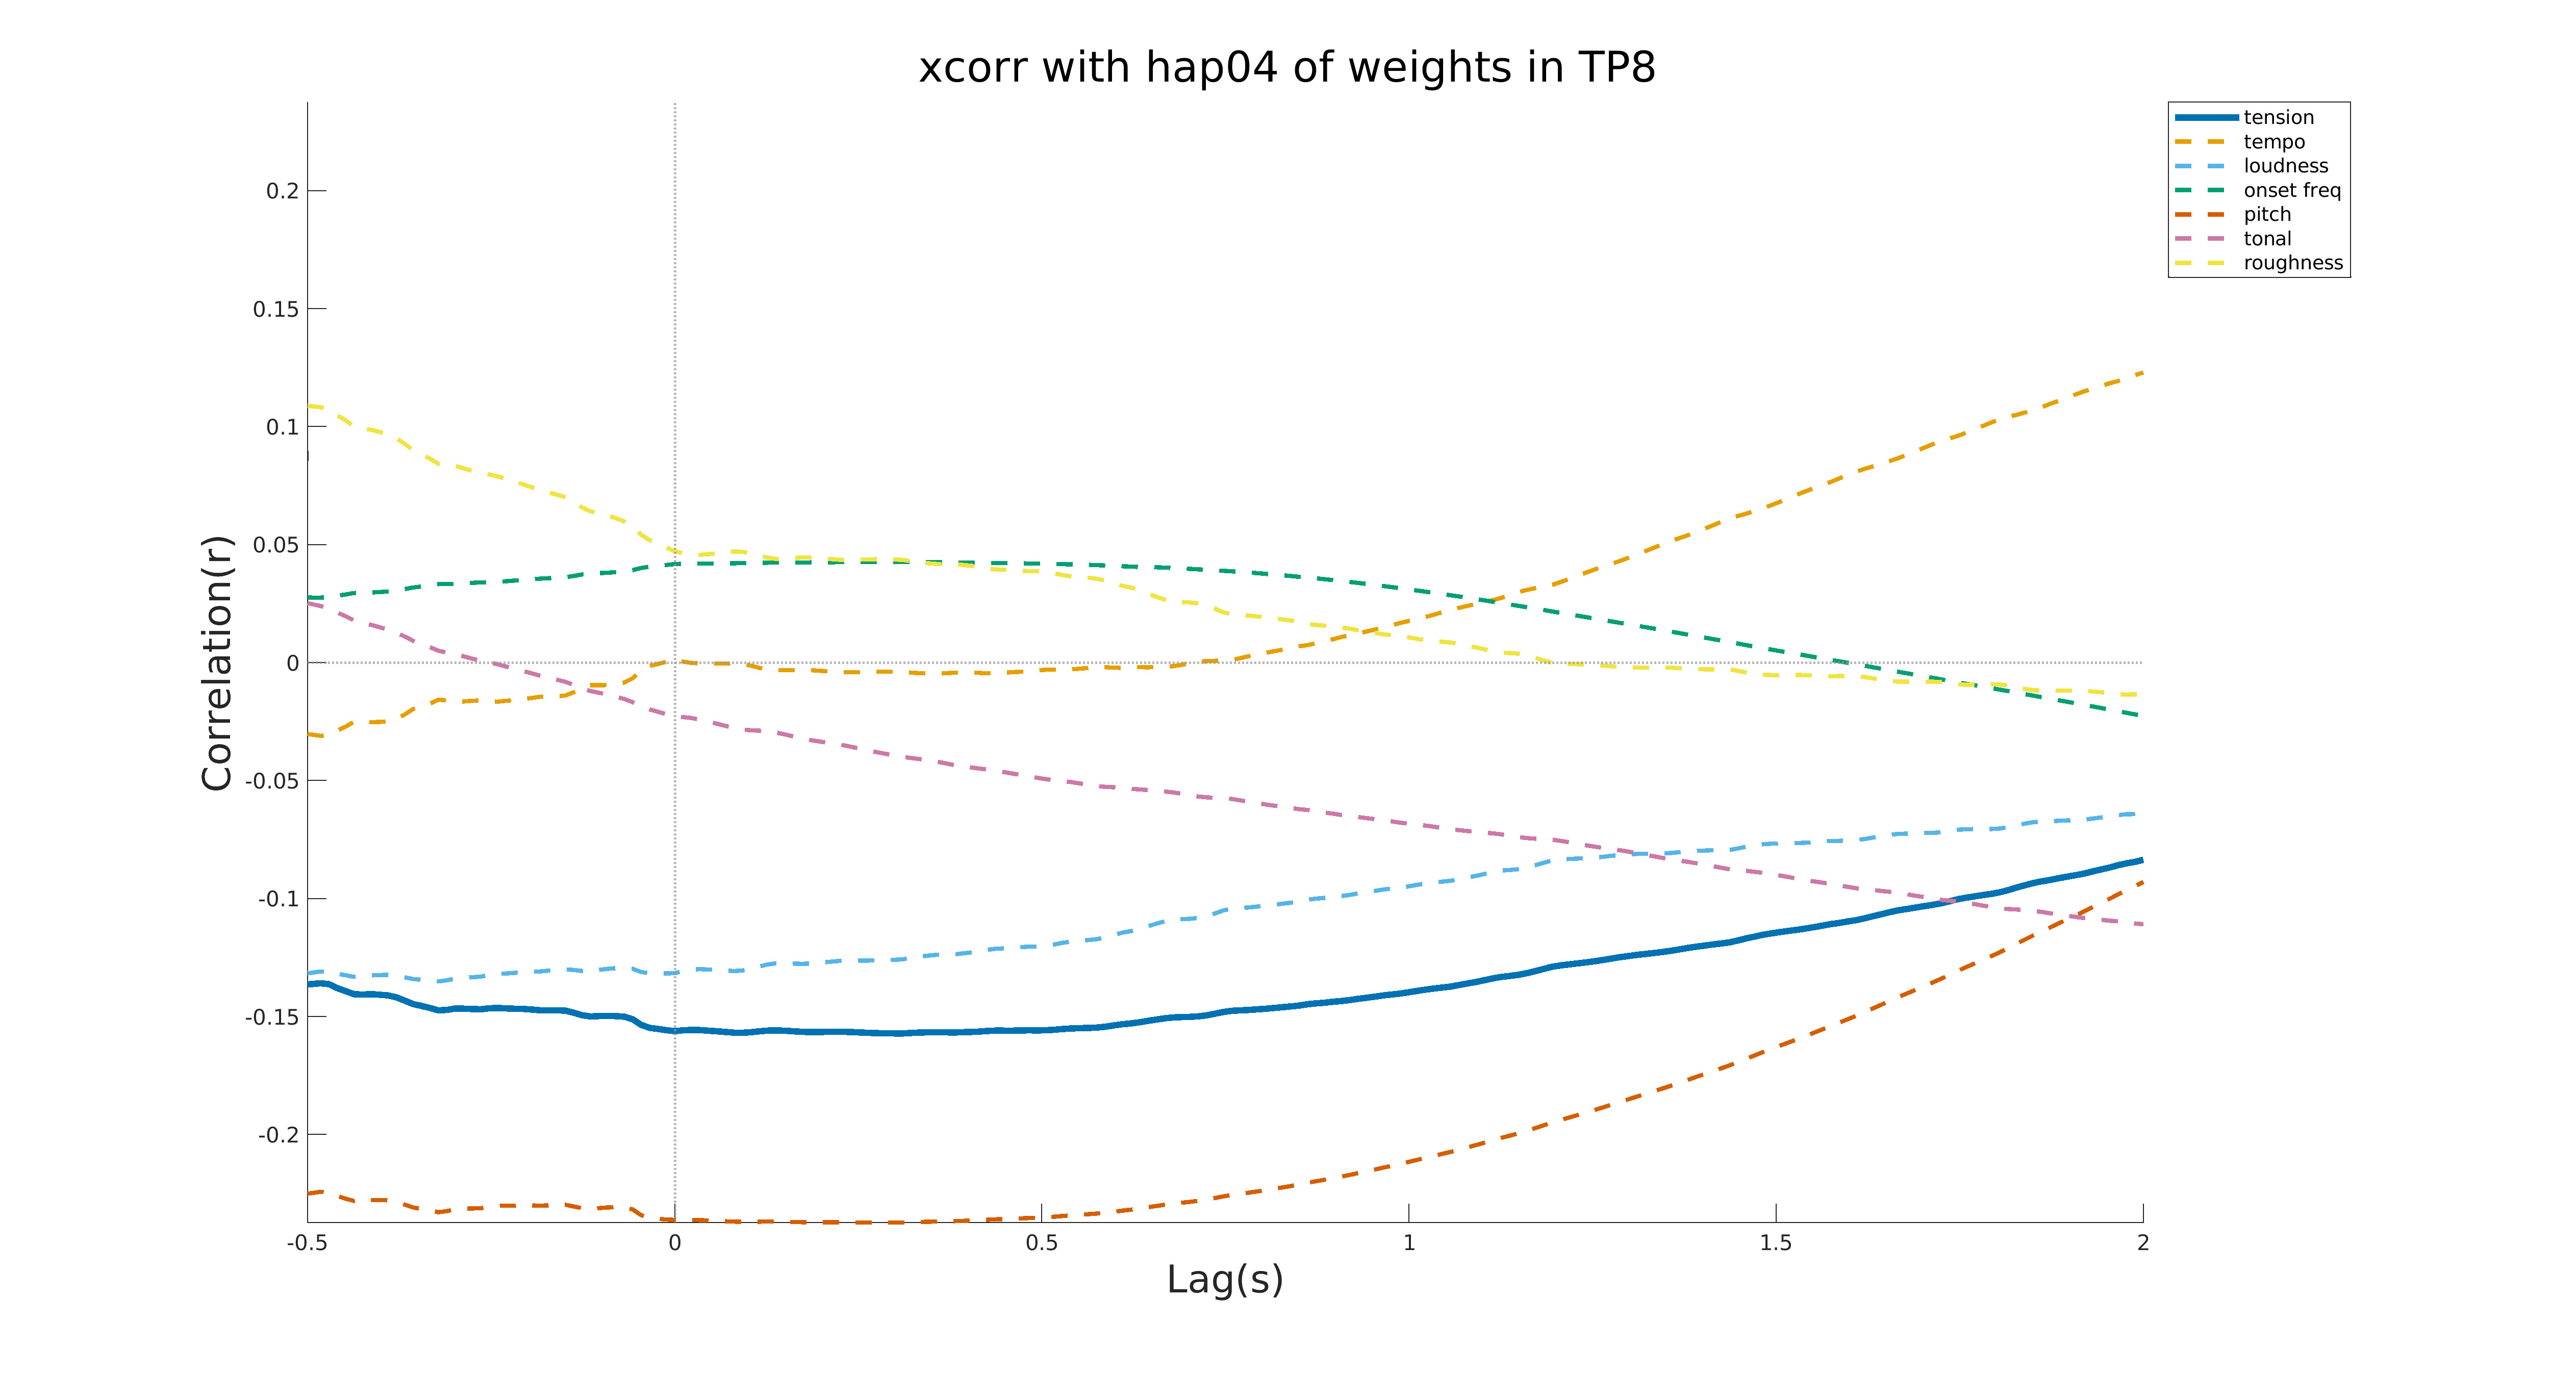 xcorr with hap04 of weights in TP8
tension
tempo
loudness
onset freq
pitch
tonal
roughness
0.2
0.15
0.1
0.05
0
-0.05
-0.1
-0.15
-0.2
Correlation(r)
-0.5
0
0.5
1
1.5
2
Lag(s)